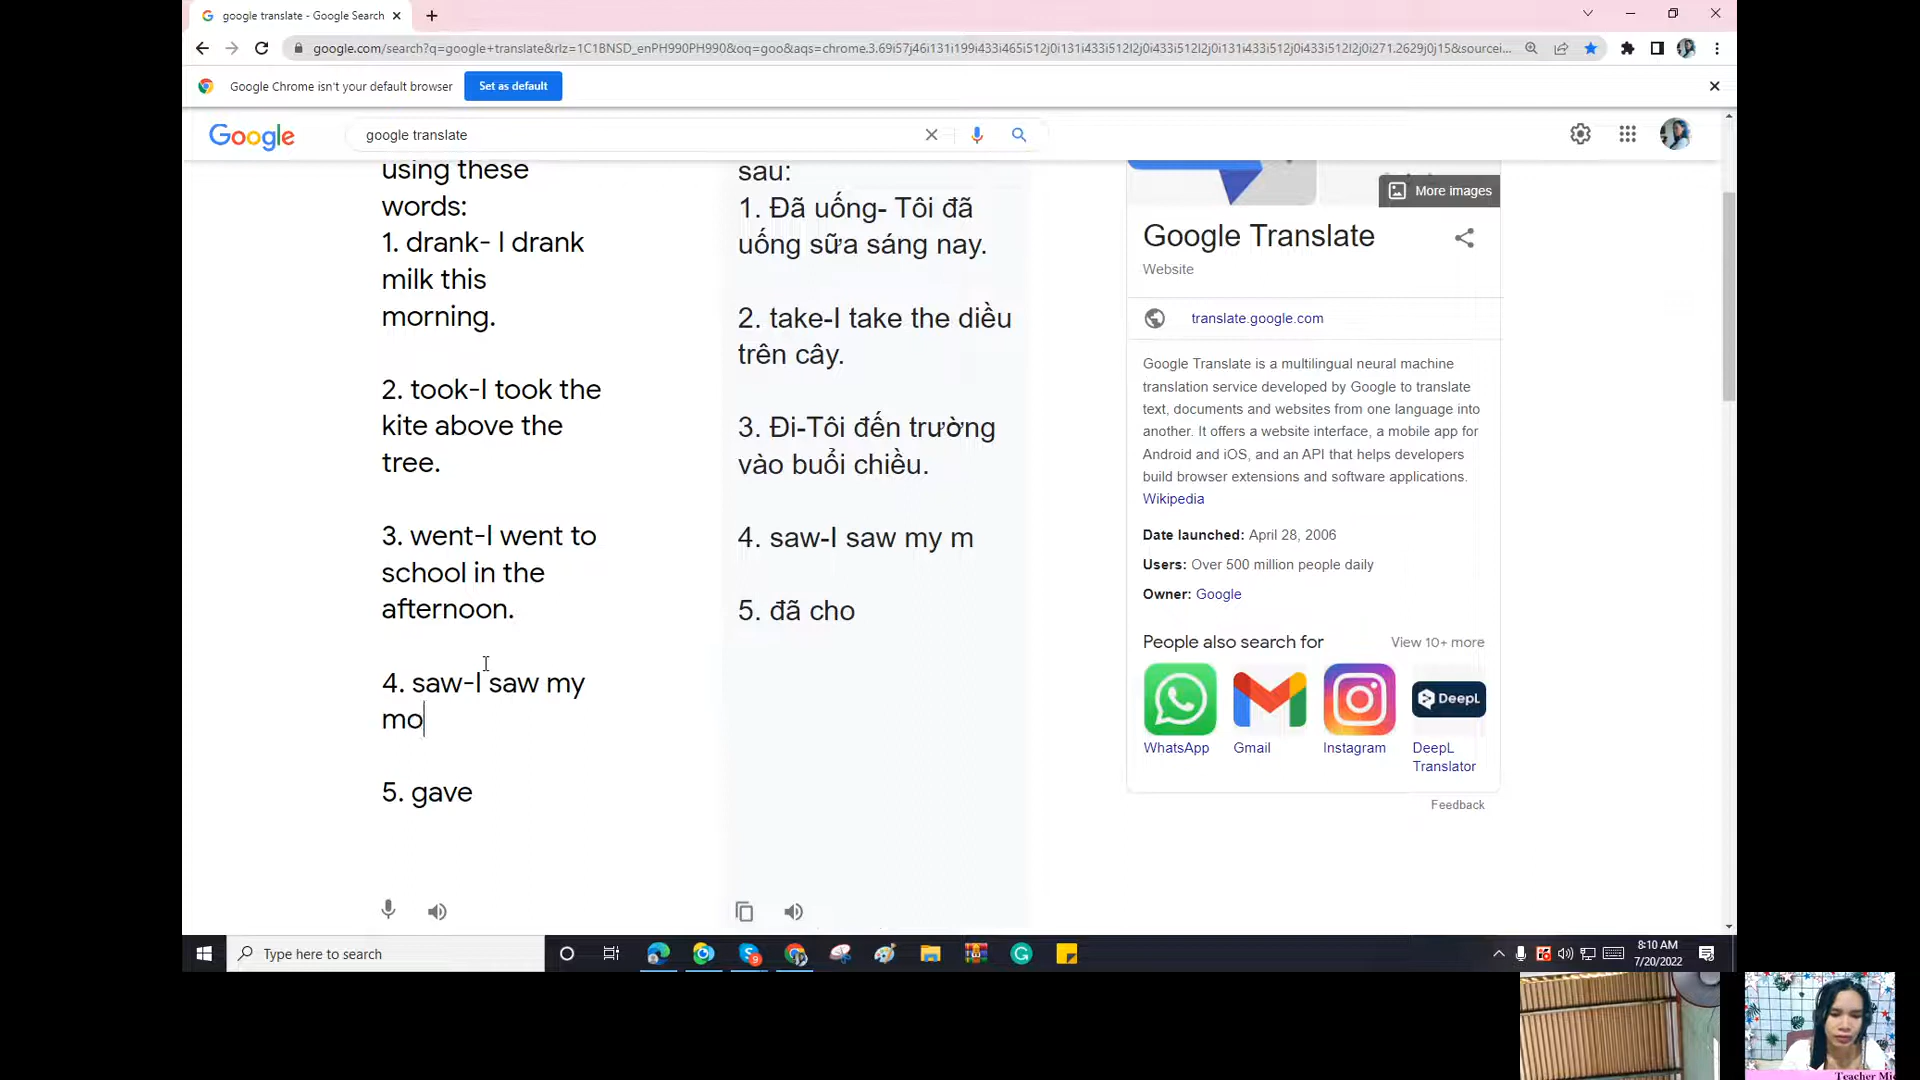 google translate - Google Search
google.com/search?q=google+translate&rlz=1C1BNSD_enPH990PH990&oq=goo&aqs=chrome.3.69i57j46i131i199i433i465i512j0i131i433i512l2j0i433i512l2j0i131i433i512j0i433i512l2j0i271.2629j0j15&sourcei...
Google Chrome isn't your default browser
Set as default
Google
google translate
using these
words:
1. drank- I drank
milk this
morning.
2. took-I took the
kite above the
tree.
3. went-I went to
school in the
afternoon.
4. saw-I saw my
mo
5. gave
sau:
1. Đã uống- Tôi đã
uống sữa sáng nay.
2. take-I take the diều
trên cây.
3. Đi-Tôi đến trường
vào buổi chiều.
4. saw-I saw my m
5. đã cho
More images
Google Translate
Website
translate.google.com
Google Translate is a multilingual neural machine
translation service developed by Google to translate
text, documents and websites from one language into
another. It offers a website interface, a mobile app for
Android and iOS, and an API that helps developers
build browser extensions and software applications.
Wikipedia
Date launched: April 28, 2006
Users: Over 500 million people daily
Owner: Google
People also search for
View 10+ more
DeepL
WhatsApp
Gmail
Instagram
DeepL
Translator
Feedback
Type here to search
8:10 AM
7/20/2022
Teacher